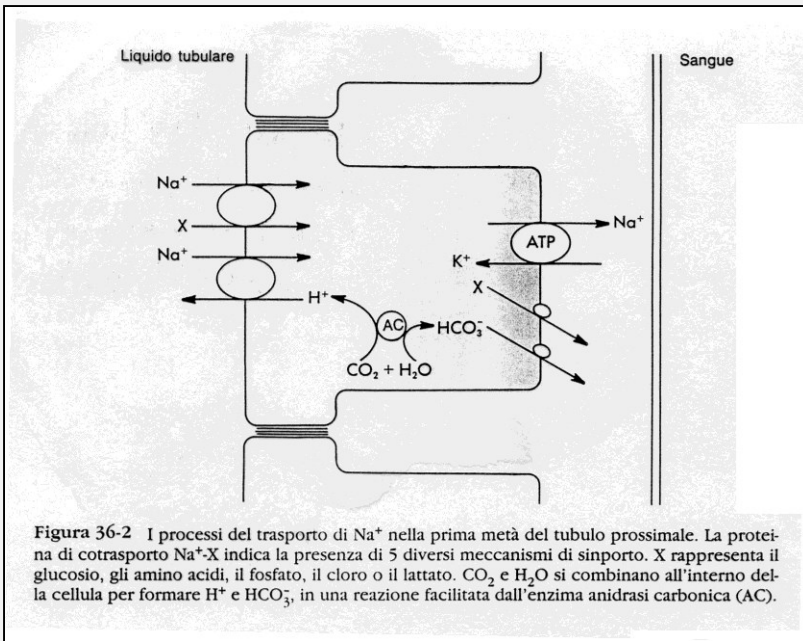 Liquido tubulare
Sangue
Na⁺
X
Na⁺
H⁺
Na⁺
ATP
K⁺
X
AC
HCO₃⁻
CO₂ + H₂O
Figura 36-2 I processi del trasporto di Na⁺ nella prima metà del tubulo prossimale. La protei-
na di cotrasporto Na⁺-X indica la presenza di 5 diversi meccanismi di sinporto. X rappresenta il
glucosio, gli amino acidi, il fosfato, il cloro o il lattato. CO₂ e H₂O si combinano all'interno del-
la cellula per formare H⁺ e HCO₃⁻, in una reazione facilitata dall'enzima anidrasi carbonica (AC).